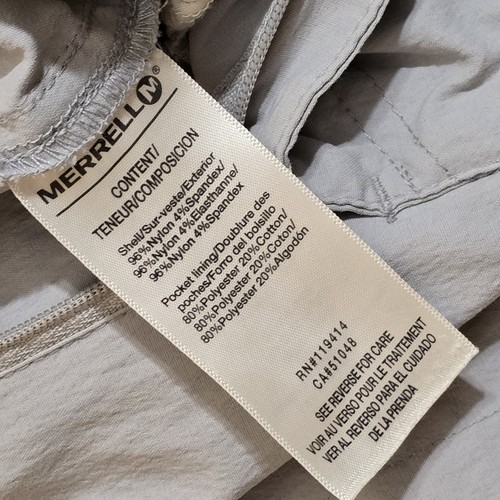 MERRELL M®
CONTENT/
TENEUR/COMPOSICION
Shell/Sur-veste/Exterior
96%Nylon 4%Spandex/
96%Nylon 4%Elasthanne/
96%Nylon 4%Spandex
Pocket lining/Doublure des
poches/Forro del bolsillo
80%Polyester 20%Cotton/
80%Polyester 20%Coton/
80%Polyester 20%Algodón
RN#119414
CA#51048
SEE REVERSE FOR CARE
VOIR AU VERSO POUR LE TRAITEMENT
VER AL REVERSO PARA EL CUIDADO
DE LA PRENDA